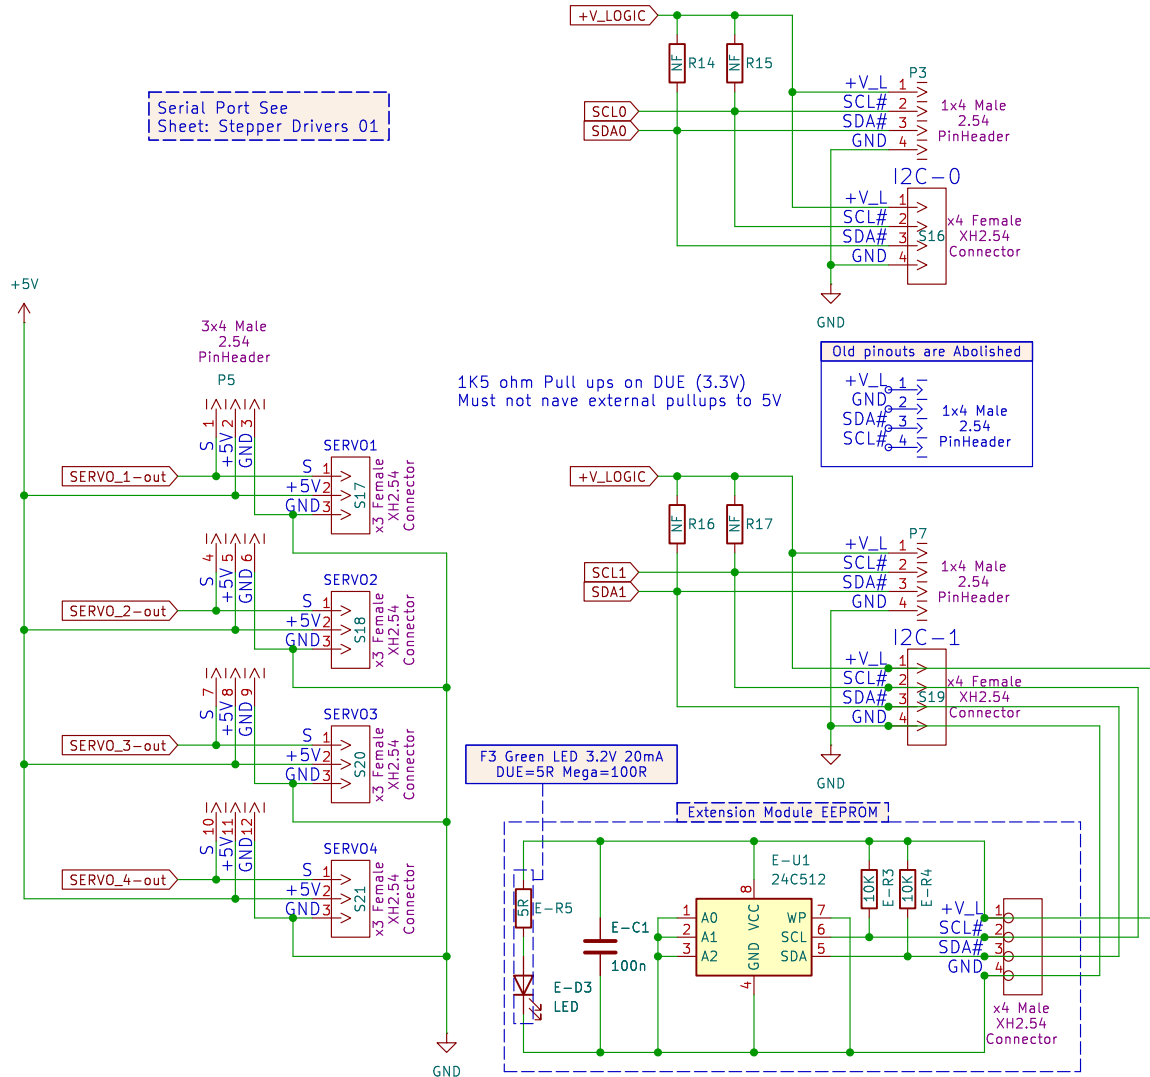 +V_LOGIC
NF
R14
NF
R15
P3
+V_L
1
SCL#
2
SDA#
3
GND
4
1x4 Male
2.54
PinHeader
SCL0
SDA0
Serial Port See
Sheet: Stepper Drivers 01
I2C-0
+V_L
1
SCL#
2
SDA#
3
GND
4
S16
x4 Female
XH2.54
Connector
GND
+5V
3x4 Male
2.54
PinHeader
P5
1K5 ohm Pull ups on DUE (3.3V)
Must not nave external pullups to 5V
Old pinouts are Abolished
+V_L
1
GND
2
SDA#
3
SCL#
4
1x4 Male
2.54
PinHeader
S
1
+5V
2
GND
3
SERVO_1-out
SERVO1
S
1
+5V
2
GND
3
S17
x3 Female
XH2.54
Connector
S
4
+5V
5
GND
6
SERVO_2-out
SERVO2
S
1
+5V
2
GND
3
S18
x3 Female
XH2.54
Connector
S
7
+5V
8
GND
9
SERVO_3-out
SERVO3
S
1
+5V
2
GND
3
S20
x3 Female
XH2.54
Connector
S
10
+5V
11
GND
12
SERVO_4-out
SERVO4
S
1
+5V
2
GND
3
S21
x3 Female
XH2.54
Connector
GND
+V_LOGIC
NF
R16
NF
R17
SCL1
SDA1
P7
+V_L
1
SCL#
2
SDA#
3
GND
4
1x4 Male
2.54
PinHeader
I2C-1
+V_L
1
SCL#
2
SDA#
3
GND
4
S19
x4 Female
XH2.54
Connector
GND
F3 Green LED 3.2V 20mA
DUE=5R Mega=100R
Extension Module EEPROM
5R
E-R5
E-D3
LED
E-C1
100n
E-U1
24C512
8
VCC
1
A0
2
A1
3
A2
WP
7
SCL
6
SDA
5
GND
4
10K
E-R3
10K
E-R4
+V_L
1
SCL#
2
SDA#
3
GND
4
x4 Male
XH2.54
Connector